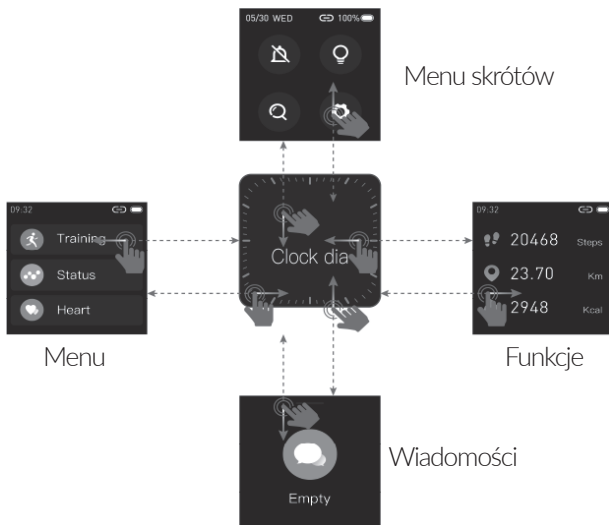 05/30 WED 100%
Menu skrótów
09:32
Training
Status
Heart
Menu
Clock dia
09:32
20468 Steps
23.70 Km
2948 Kcal
Funkcje
Wiadomości
Empty